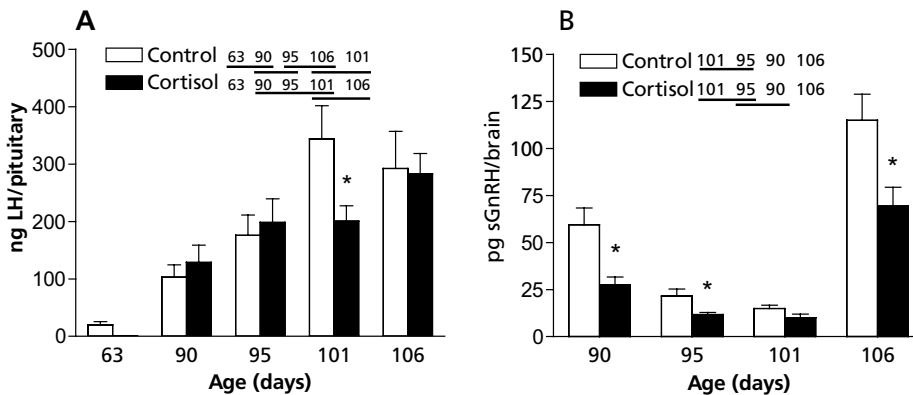 A
ng LH/pituitary
500
400
300
200
100
0
Control 63 90 95 106 101
Cortisol 63 90 95 101 106
*
63 90 95 101 106
Age (days)
B
pg sGnRH/brain
150
125
100
75
50
25
0
Control 101 95 90 106
Cortisol 101 95 90 106
*
*
*
90 95 101 106
Age (days)